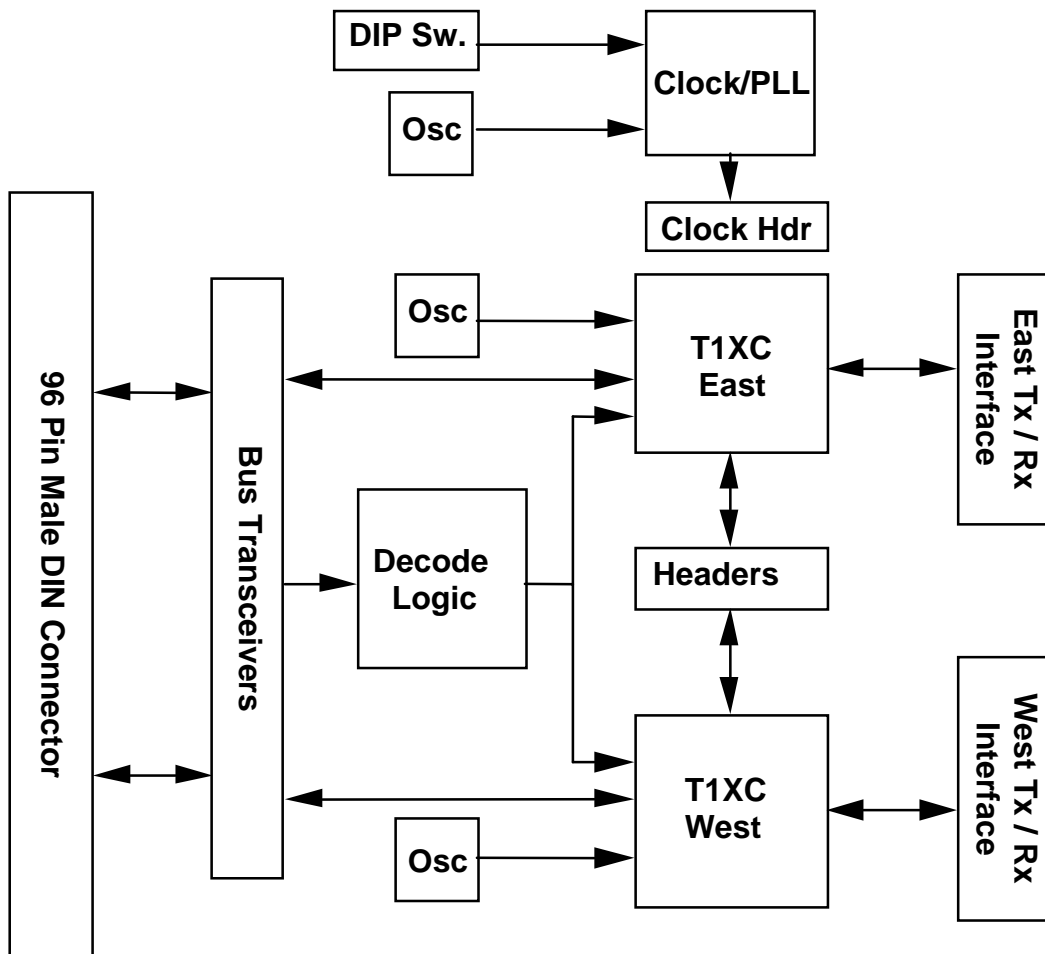 DIP Sw.
Clock/PLL
Osc
Clock Hdr
Osc
T1XC
East
East Tx / Rx
Interface
96 Pin Male DIN Connector
Bus Transceivers
Decode
Logic
Headers
T1XC
West
West Tx / Rx
Interface
Osc